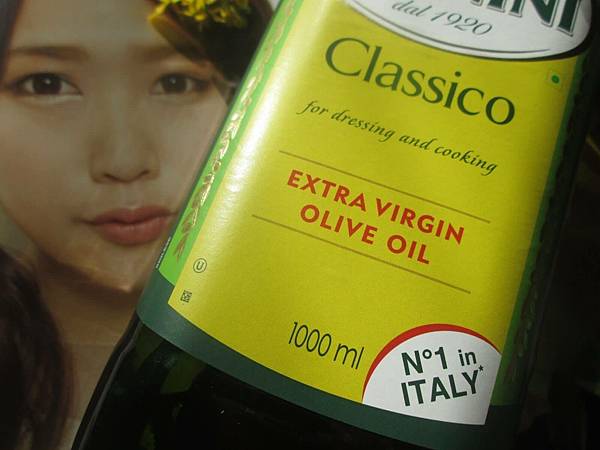 dal 1920
Classico
for dressing and cooking
EXTRA VIRGIN
OLIVE OIL
U
1000 ml
N°1 in
ITALY*